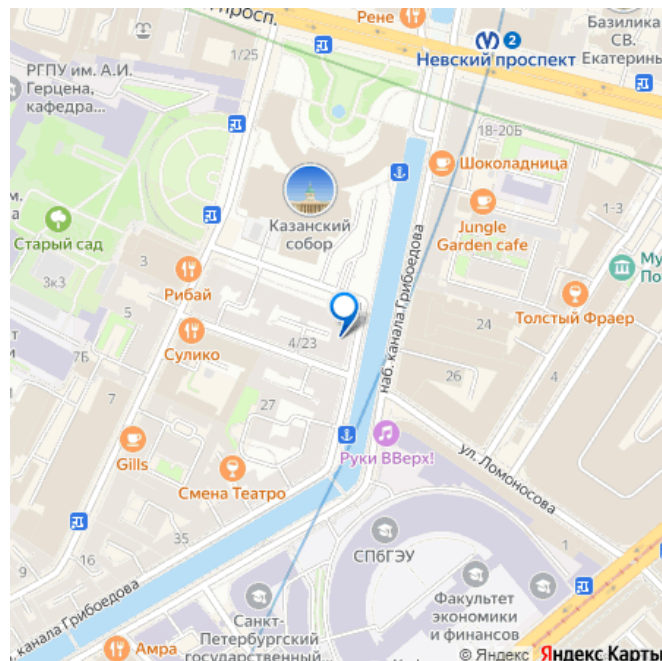 просп.
Рене
2
Невский проспект
Базилика
СВ.
Екатерины
РГПУ им. А.И.
Герцена,
кафедра...
1/25
18-20Б
Шоколадница
Jungle
Garden cafe
1-3
Казанский
собор
Старый сад
3к3
3
Рибай
5
7Б
Сулико
4/23
наб. канала Грибоедова
24
26
Толстый Фраер
4
7
27
Gills
Смена Театро
Руки ВВерх!
ул. Ломоносова
35
16
9
СПбГЭУ
1
Факультет
экономики
и финансов
канала Грибоедова
Амра
Санкт-
Петербургский
государственный...
© Яндекс
Яндекс Карты